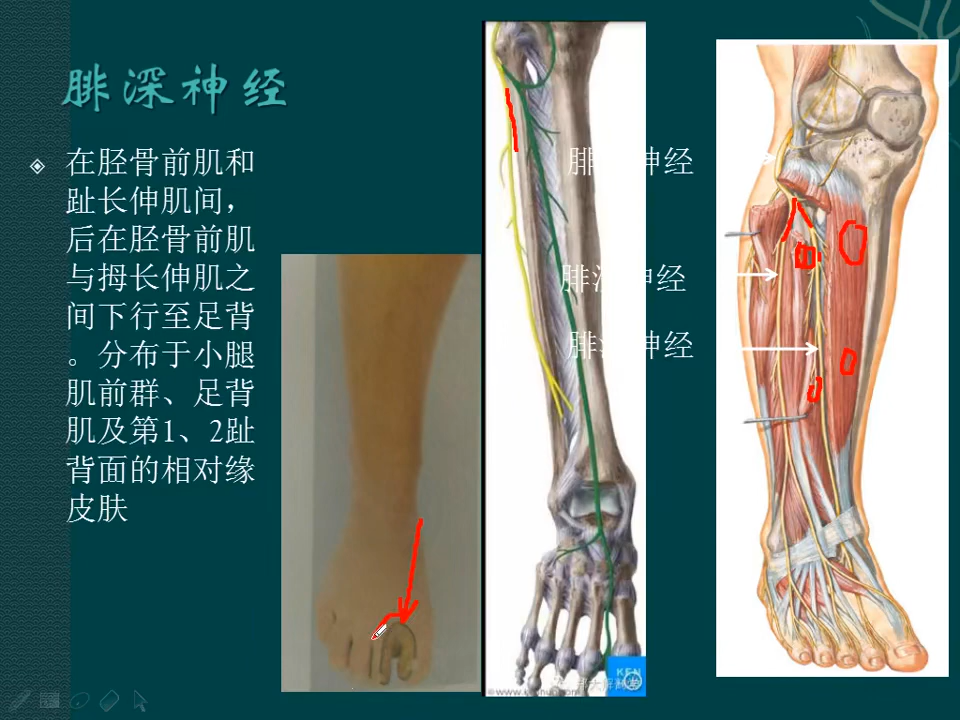 腓深神经
在胫骨前肌和
趾长伸肌间，
后在胫骨前肌
与拇长伸肌之
间下行至足背
。分布于小腿
肌前群、足背
肌及第1、2趾
背面的相对缘
皮肤
神经
腓深神经
神经
KEN